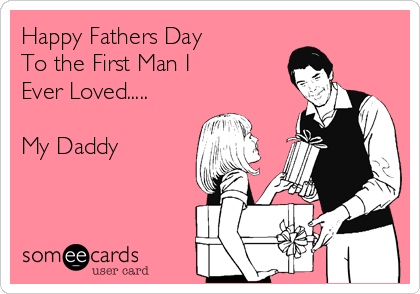 Happy Fathers Day
To the First Man I
Ever Loved.....
My Daddy
someecards
user card